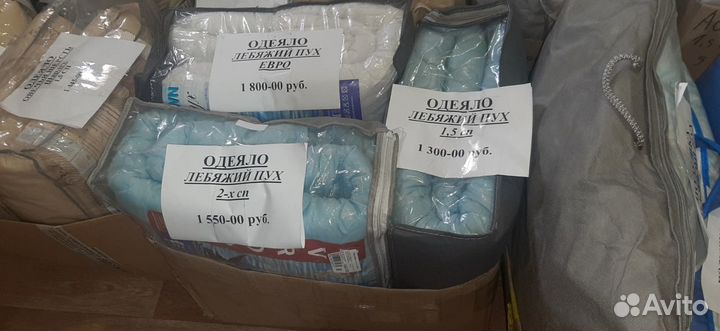 ОДЕЯЛО
ЛЕБЯЖИЙ ПУХ
ЕВРО
1 800-00 руб.
ОДЕЯЛО
ЛЕБЯЖИЙ ПУХ
1,5 сп
1 300-00 руб.
ОДЕЯЛО
ЛЕБЯЖИЙ ПУХ
2-х сп
1 550-00 руб.
ОДЕЯЛО
Avito